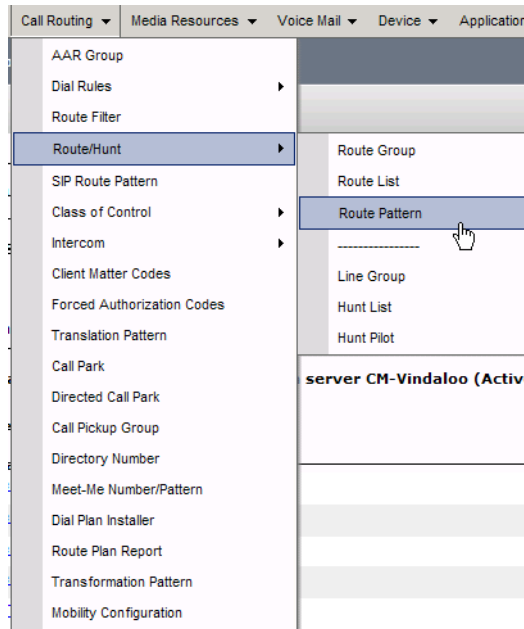 Call Routing Media Resources Voice Mail Device Application
AAR Group
Dial Rules
Route Filter
Route/Hunt
SIP Route Pattern
Class of Control
Intercom
Client Matter Codes
Forced Authorization Codes
Translation Pattern
Call Park
Directed Call Park
Call Pickup Group
Directory Number
Meet-Me Number/Pattern
Dial Plan Installer
Route Plan Report
Transformation Pattern
Mobility Configuration
Route Group
Route List
Route Pattern
----------------
Line Group
Hunt List
Hunt Pilot
server CM-Vindaloo (Activ